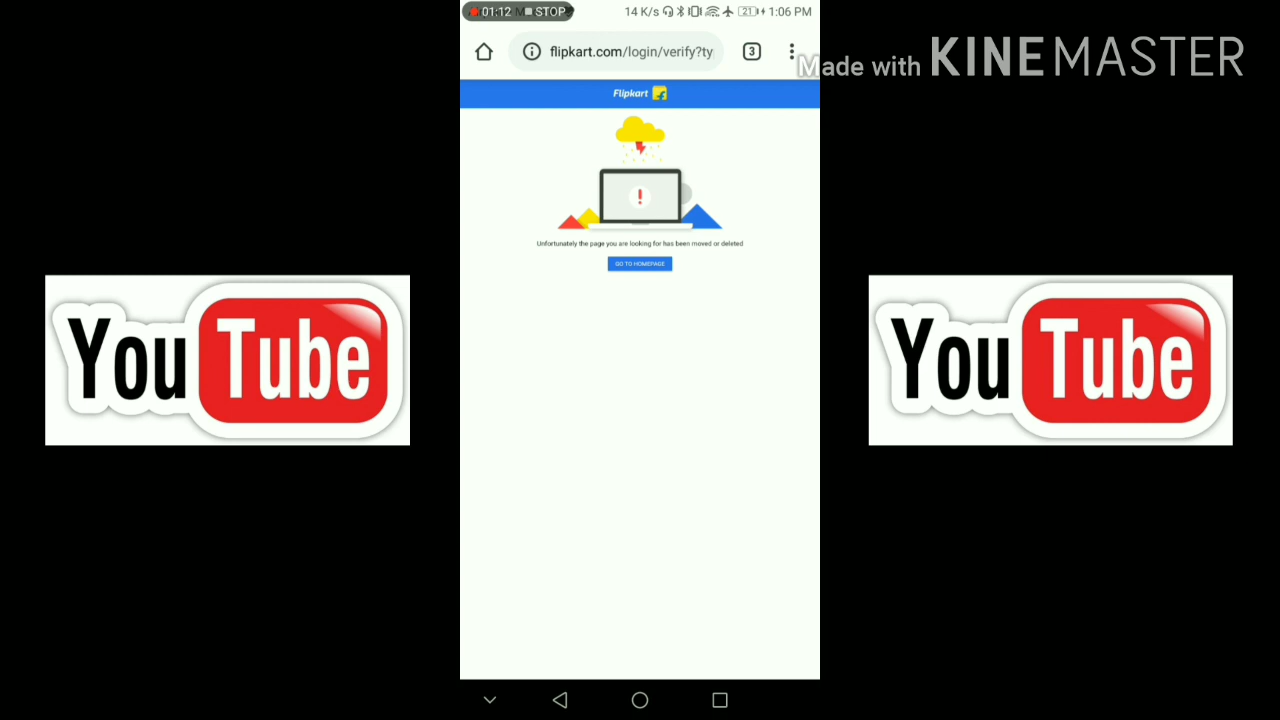 01:12 STOP 14 K/s 21 1:06 PM
flipkart.com/login/verify?ty 3
Made with KINEMASTER
Flipkart
!
Unfortunately the page you are looking for has been moved or deleted
GO TO HOMEPAGE
YouTube
YouTube